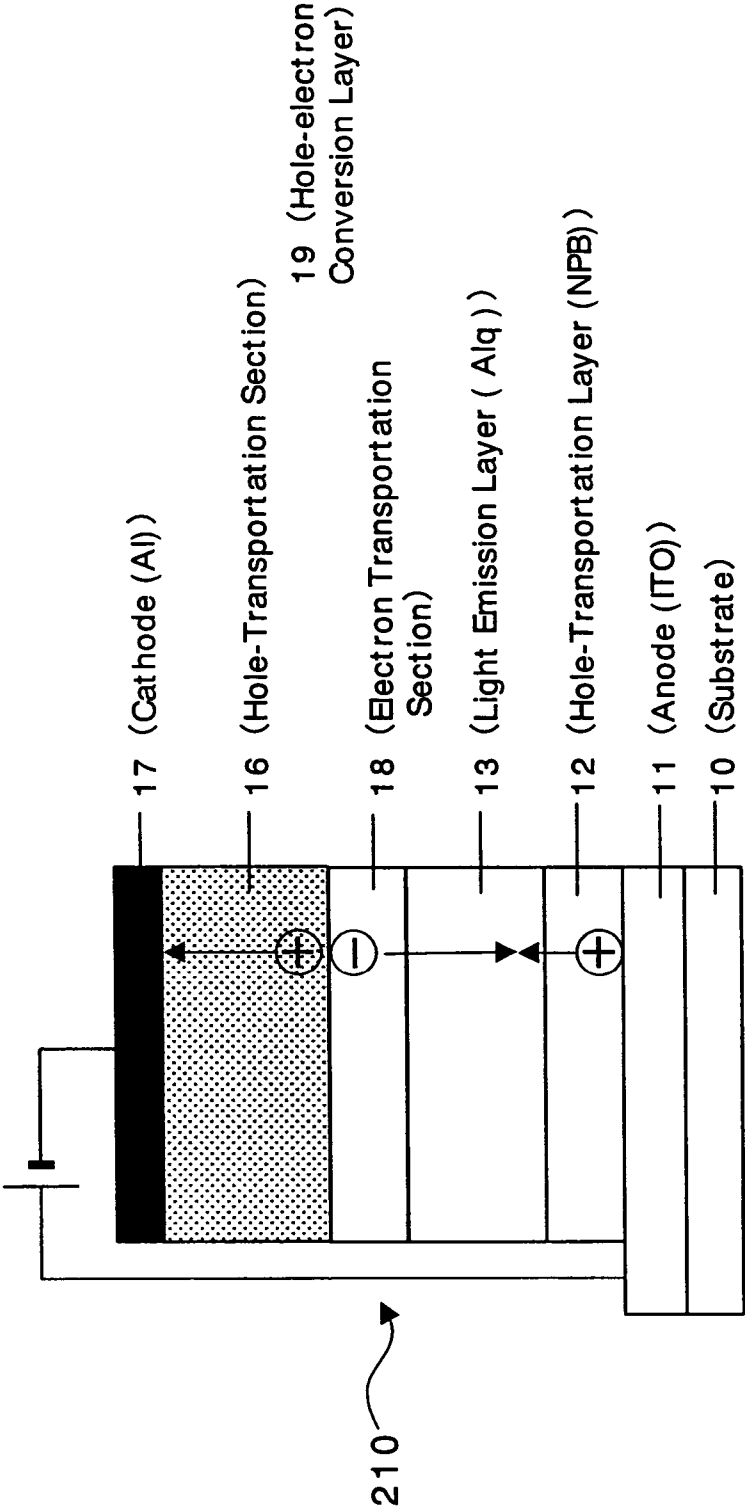 19 (Hole-electron
Conversion Layer)
17 (Cathode (Al))
16 (Hole-Transportation Section)
18 (Electron Transportation
Section)
13 (Light Emission Layer ( Alq ))
12 (Hole-Transportation Layer (NPB))
11 (Anode (ITO))
10 (Substrate)
+
−
+
210